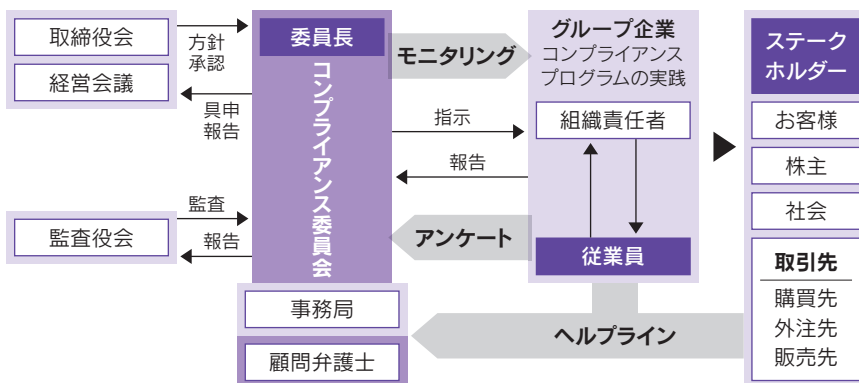 取締役会
経営会議
方針
承認
具申
報告
監査役会
監査
報告
委員長
コンプライアンス委員会
事務局
顧問弁護士
モニタリング
指示
報告
アンケート
グループ企業
コンプライアンス
プログラムの実践
組織責任者
従業員
ヘルプライン
ステーク
ホルダー
お客様
株主
社会
取引先
購買先
外注先
販売先